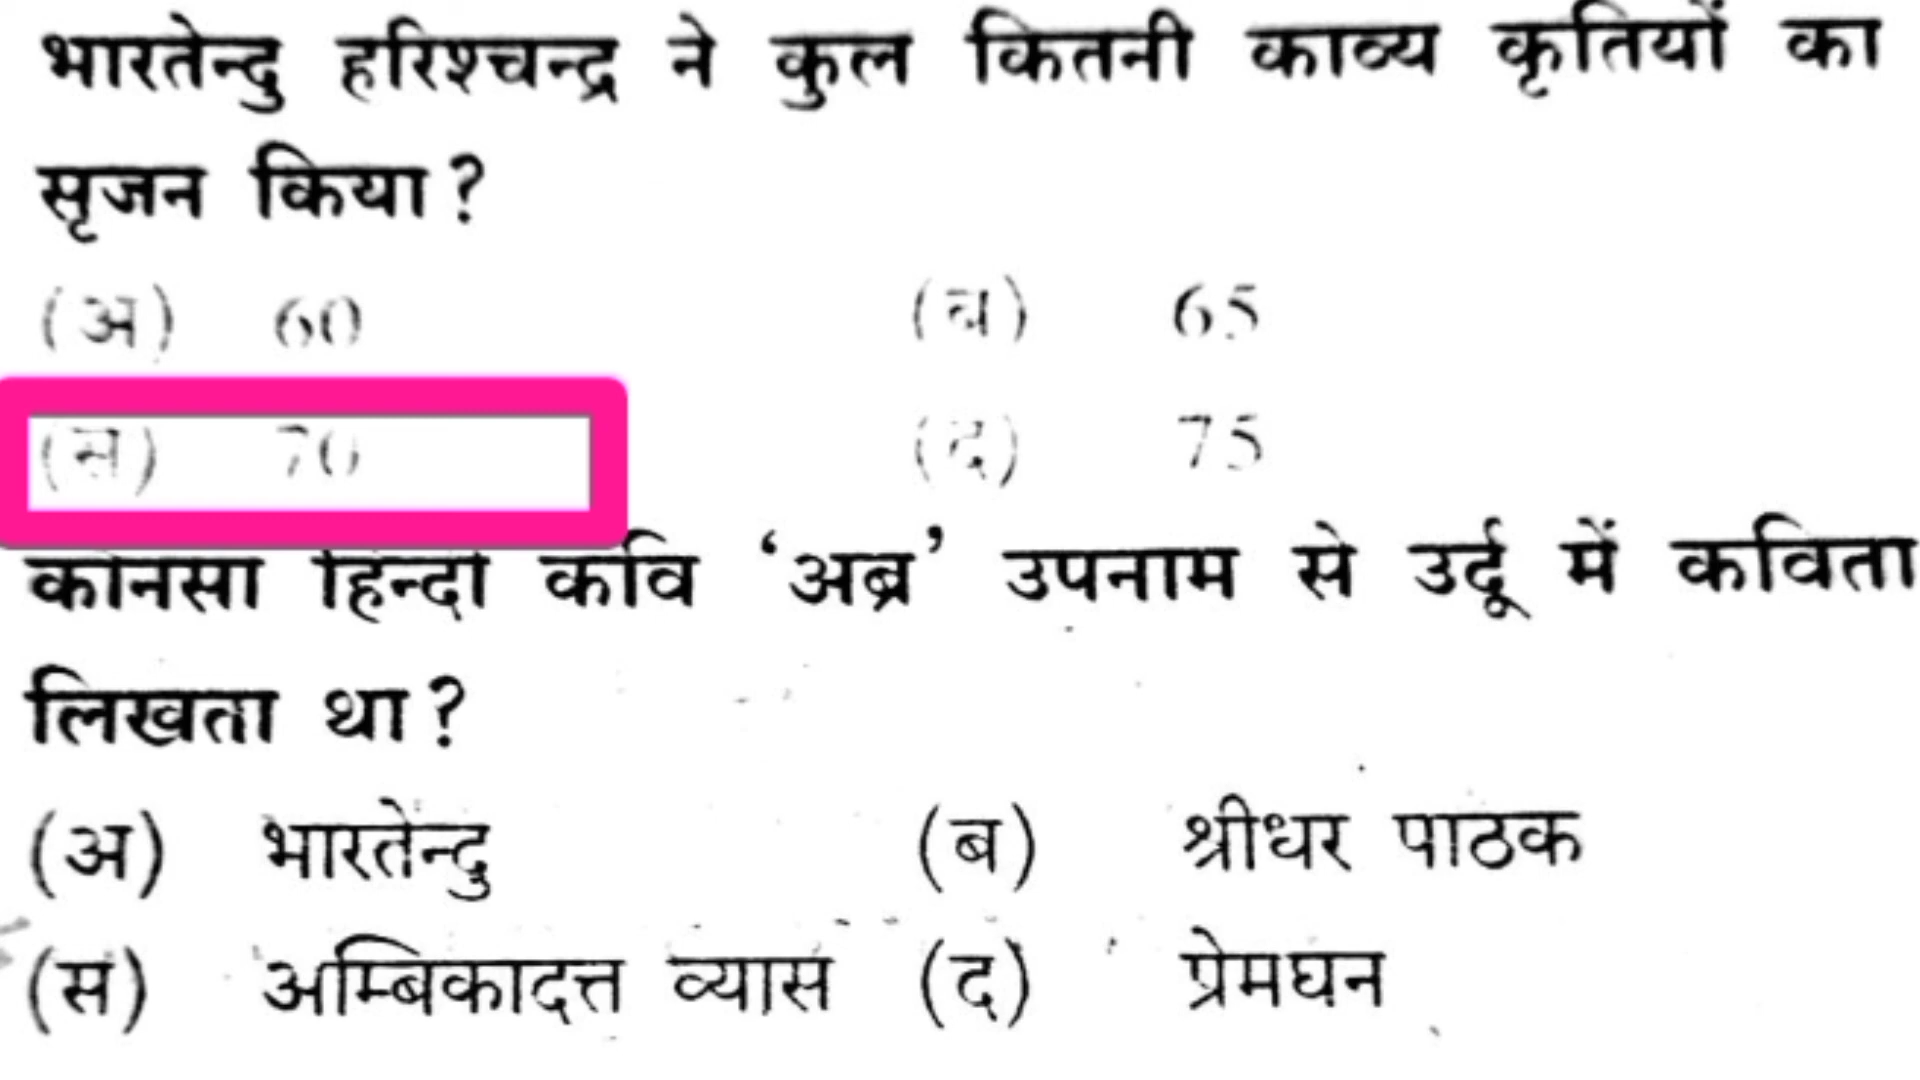 भारतेन्दु हरिश्चन्द्र ने कुल कितनी काव्य कृतियों का
सृजन किया?
(अ) 60 (ब) 65
(स) 70 (द) 75
कौनसा हिन्दी कवि ‘अब्र’ उपनाम से उर्दू में कविता
लिखता था?
(अ) भारतेन्दु (ब) श्रीधर पाठक
(स) अम्बिकादत्त व्यास (द) प्रेमघन